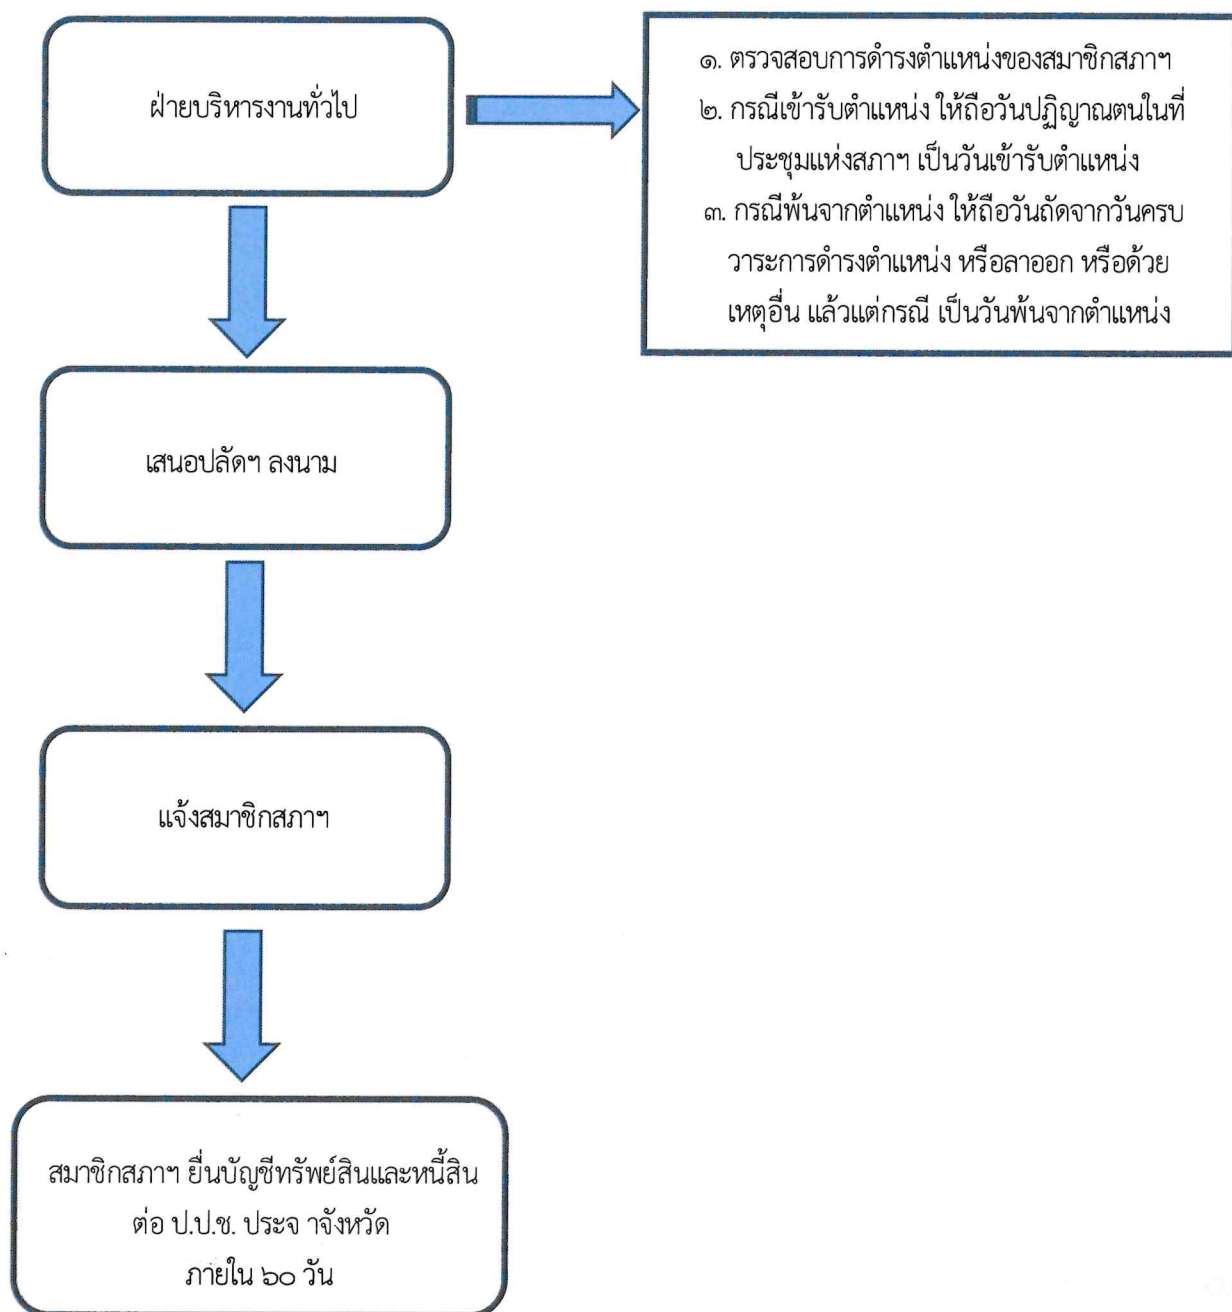 ฝ่ายบริหารงานทั่วไป
๑. ตรวจสอบการดำรงตำแหน่งของสมาชิกสภาฯ
๒. กรณีเข้ารับตำแหน่ง ให้ถือวันปฏิญาณตนในที่
ประชุมแห่งสภาฯ เป็นวันเข้ารับตำแหน่ง
๓. กรณีพ้นจากตำแหน่ง ให้ถือวันถัดจากวันครบ
วาระการดำรงตำแหน่ง หรือลาออก หรือด้วย
เหตุอื่น แล้วแต่กรณี เป็นวันพ้นจากตำแหน่ง
เสนอปลัดฯ ลงนาม
แจ้งสมาชิกสภาฯ
สมาชิกสภาฯ ยื่นบัญชีทรัพย์สินและหนี้สิน
ต่อ ป.ป.ช. ประจ าจังหวัด
ภายใน ๖๐ วัน